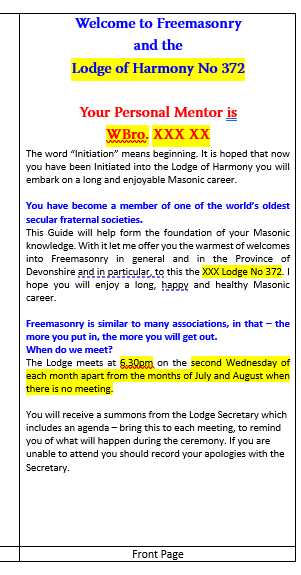 Welcome to Freemasonry
and the
Lodge of Harmony No 372
Your Personal Mentor is
WBro. XXX XX
The word “Initiation” means beginning. It is hoped that now
you have been Initiated into the Lodge of Harmony you will
embark on a long and enjoyable Masonic career.
You have become a member of one of the world’s oldest
secular fraternal societies.
This Guide will help form the foundation of your Masonic
knowledge. With it let me offer you the warmest of welcomes
into Freemasonry in general and in the Province of
Devonshire and in particular, to this the XXX Lodge No 372. I
hope you will enjoy a long, happy and healthy Masonic
career.
Freemasonry is similar to many associations, in that – the
more you put in, the more you will get out.
When do we meet?
The Lodge meets at 6.30pm on the second Wednesday of
each month apart from the months of July and August when
there is no meeting.
You will receive a summons from the Lodge Secretary which
includes an agenda – bring this to each meeting, to remind
you of what will happen during the ceremony. If you are
unable to attend you should record your apologies with the
Secretary.
Front Page